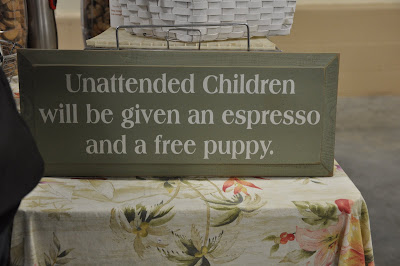 Unattended Children
will be given an espresso
and a free puppy.